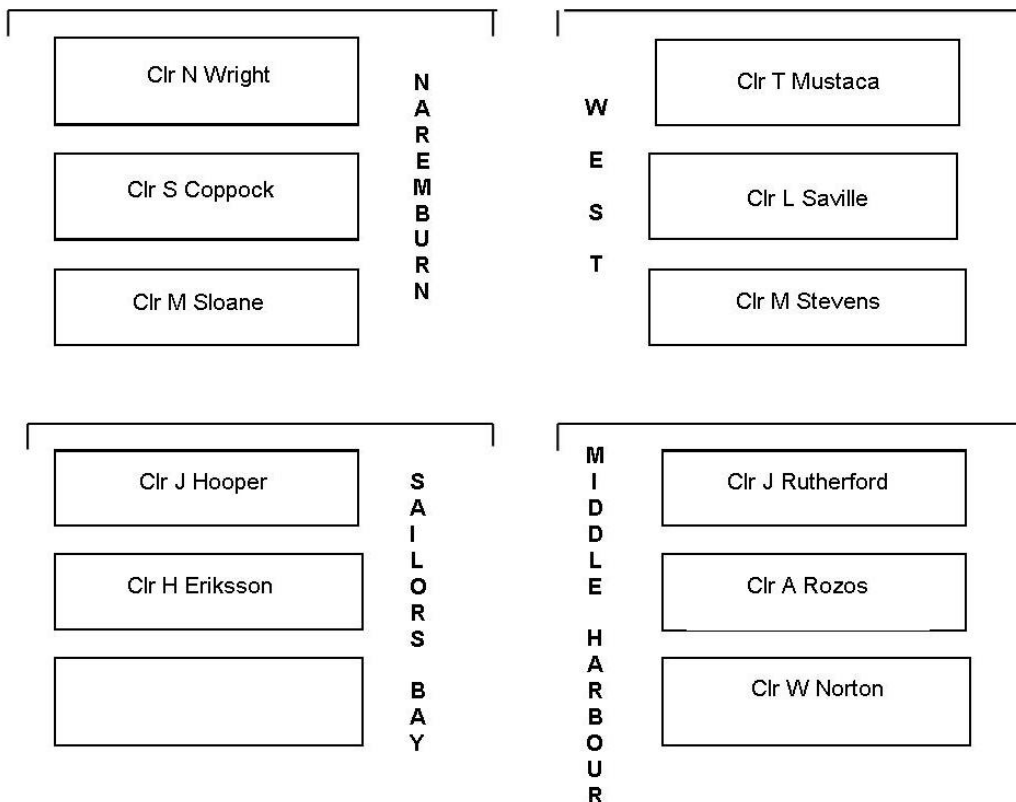 Clr N Wright
Clr S Coppock
Clr M Sloane
NAREMBURN
WEST
Clr T Mustaca
Clr L Saville
Clr M Stevens
Clr J Hooper
Clr H Eriksson
SAILORS BAY
MIDDLE HARBOUR
Clr J Rutherford
Clr A Rozos
Clr W Norton